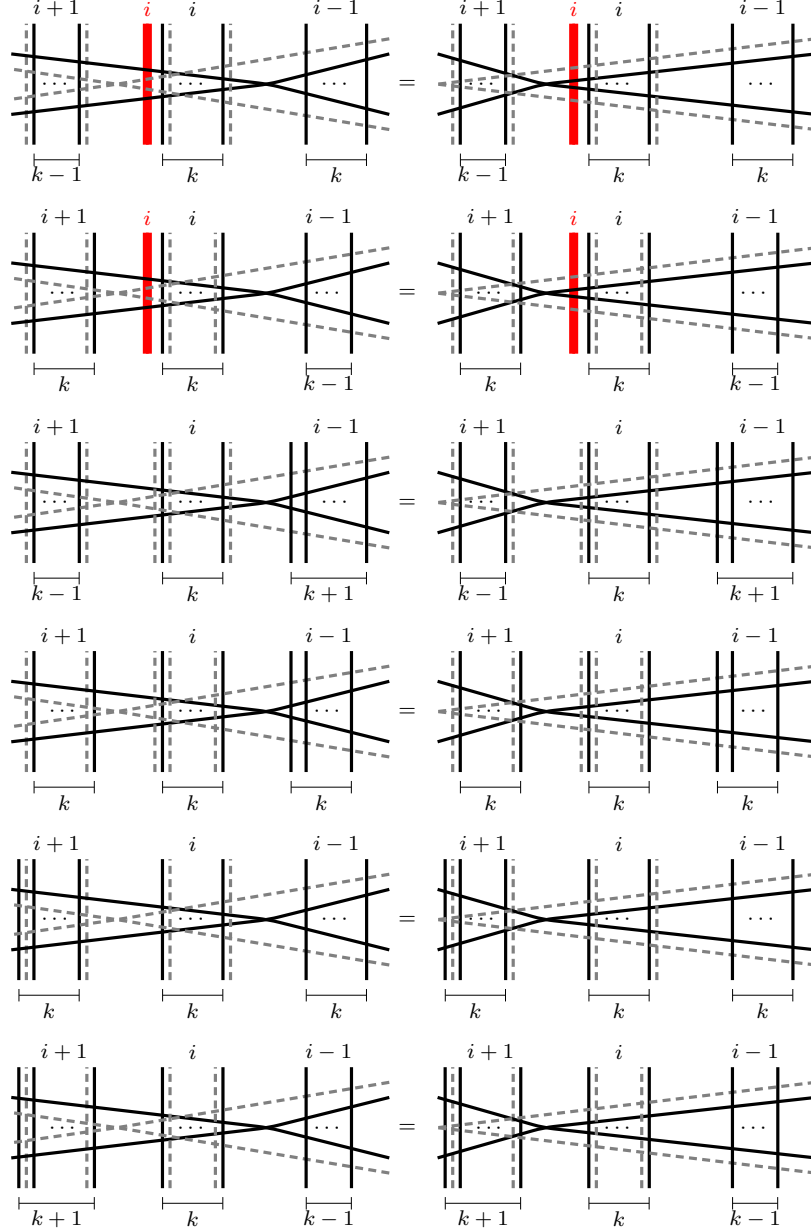 i + 1 i i i − 1 i + 1 i i i − 1
··· ··· ··· = ··· ··· ···
k − 1 k k k − 1 k k
i + 1 i i i − 1 i + 1 i i i − 1
··· ··· ··· = ··· ··· ···
k k k − 1 k k k − 1
i + 1 i i − 1 i + 1 i i − 1
··· ··· ··· = ··· ··· ···
k − 1 k k + 1 k − 1 k k + 1
i + 1 i i − 1 i + 1 i i − 1
··· ··· ··· = ··· ··· ···
k k k k k k
i + 1 i i − 1 i + 1 i i − 1
··· ··· ··· = ··· ··· ···
k k k k k k
i + 1 i i − 1 i + 1 i i − 1
··· ··· ··· = ··· ··· ···
k + 1 k k − 1 k + 1 k k − 1